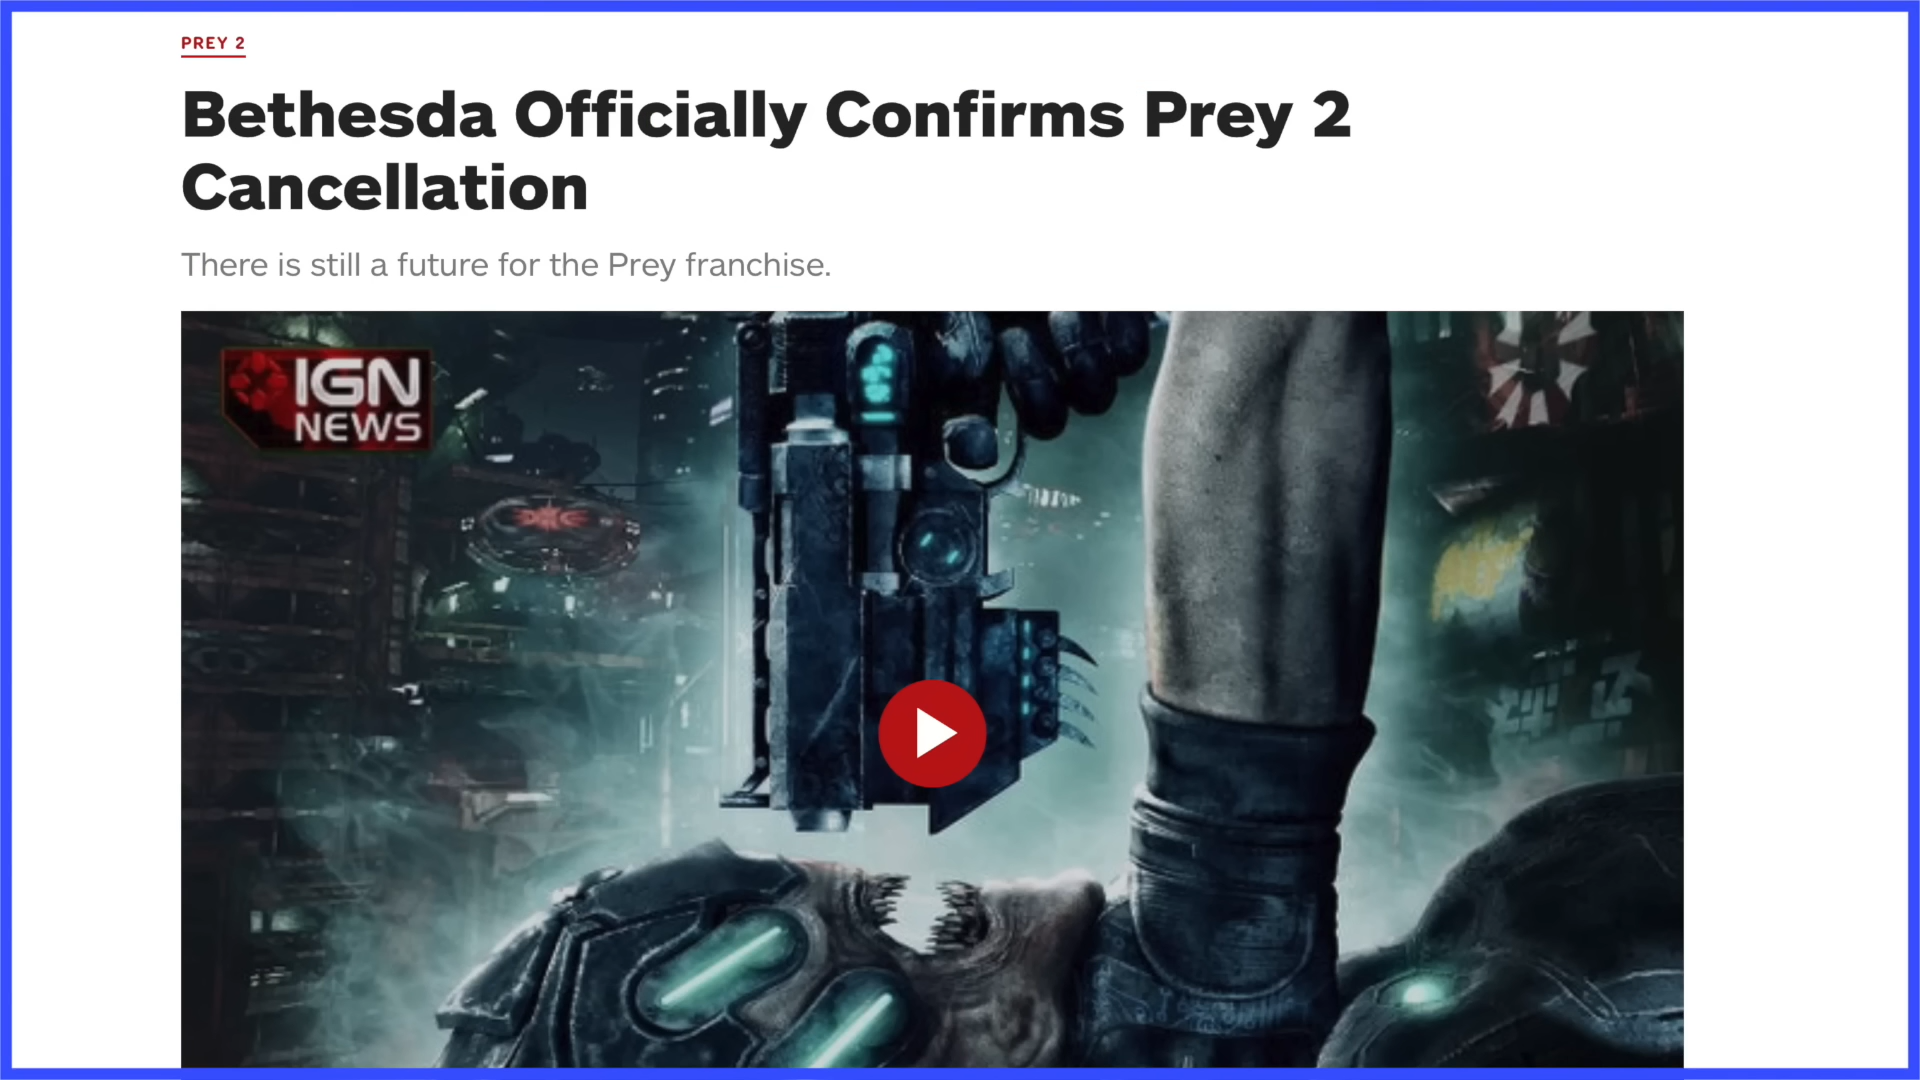 PREY 2
Bethesda Officially Confirms Prey 2
Cancellation
There is still a future for the Prey franchise.
IGN
NEWS